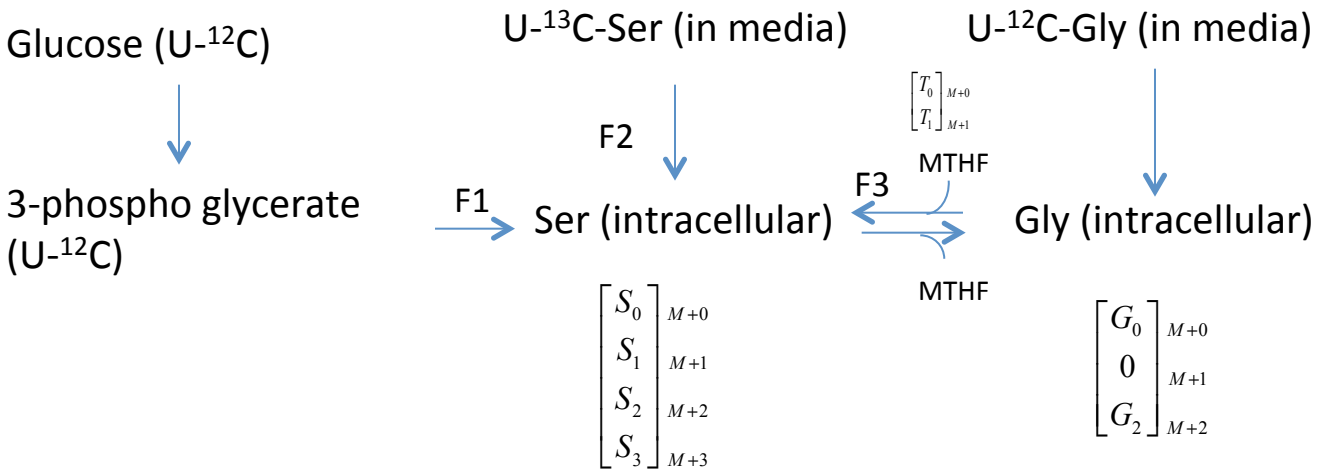 Glucose (U-¹²C)
U-¹³C-Ser (in media)
U-¹²C-Gly (in media)
T₀ M+0
T₁ M+1
F2
MTHF
3-phospho glycerate
(U-¹²C)
F1
Ser (intracellular)
F3
Gly (intracellular)
MTHF
S₀ M+0
S₁ M+1
S₂ M+2
S₃ M+3
G₀ M+0
0 M+1
G₂ M+2